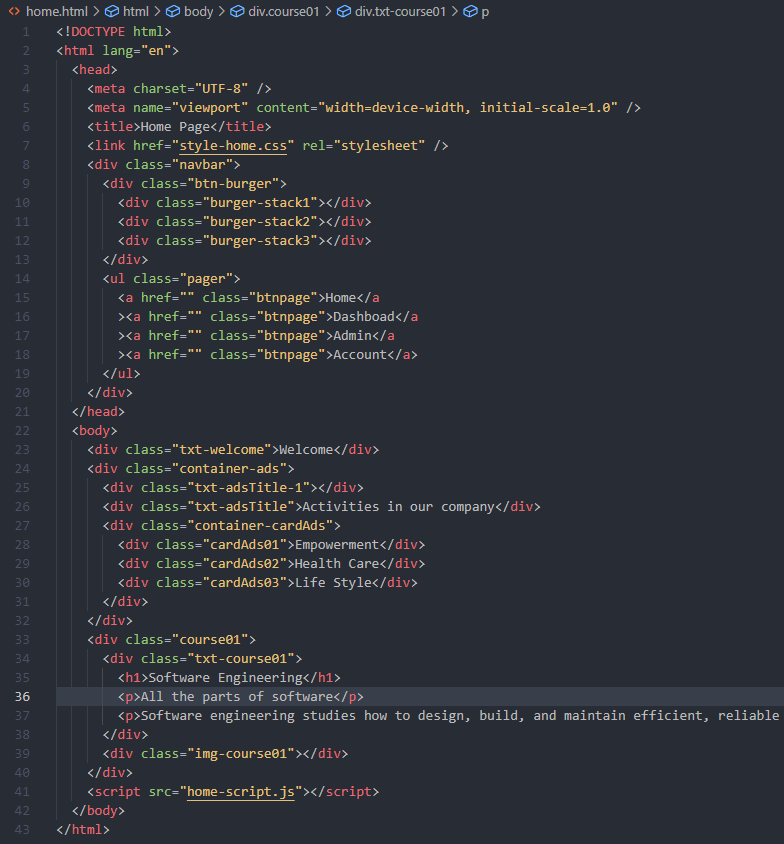 home.html > html > body > div.course01 > div.txt-course01 > p
1 <!DOCTYPE html>
2 <html lang="en">
3   <head>
4     <meta charset="UTF-8" />
5     <meta name="viewport" content="width=device-width, initial-scale=1.0" />
6     <title>Home Page</title>
7     <link href="style-home.css" rel="stylesheet" />
8     <div class="navbar">
9       <div class="btn-burger">
10         <div class="burger-stack1"></div>
11         <div class="burger-stack2"></div>
12         <div class="burger-stack3"></div>
13       </div>
14       <ul class="pager">
15         <a href="" class="btnpage">Home</a
16         ><a href="" class="btnpage">Dashboad</a
17         ><a href="" class="btnpage">Admin</a
18         ><a href="" class="btnpage">Account</a>
19       </ul>
20     </div>
21   </head>
22   <body>
23     <div class="txt-welcome">Welcome</div>
24     <div class="container-ads">
25       <div class="txt-adsTitle-1"></div>
26       <div class="txt-adsTitle">Activities in our company</div>
27       <div class="container-cardAds">
28         <div class="cardAds01">Empowerment</div>
29         <div class="cardAds02">Health Care</div>
30         <div class="cardAds03">Life Style</div>
31       </div>
32     </div>
33     <div class="course01">
34       <div class="txt-course01">
35         <h1>Software Engineering</h1>
36         <p>All the parts of software</p>
37         <p>Software engineering studies how to design, build, and maintain efficient, reliable
38       </div>
39       <div class="img-course01"></div>
40     </div>
41     <script src="home-script.js"></script>
42   </body>
43 </html>